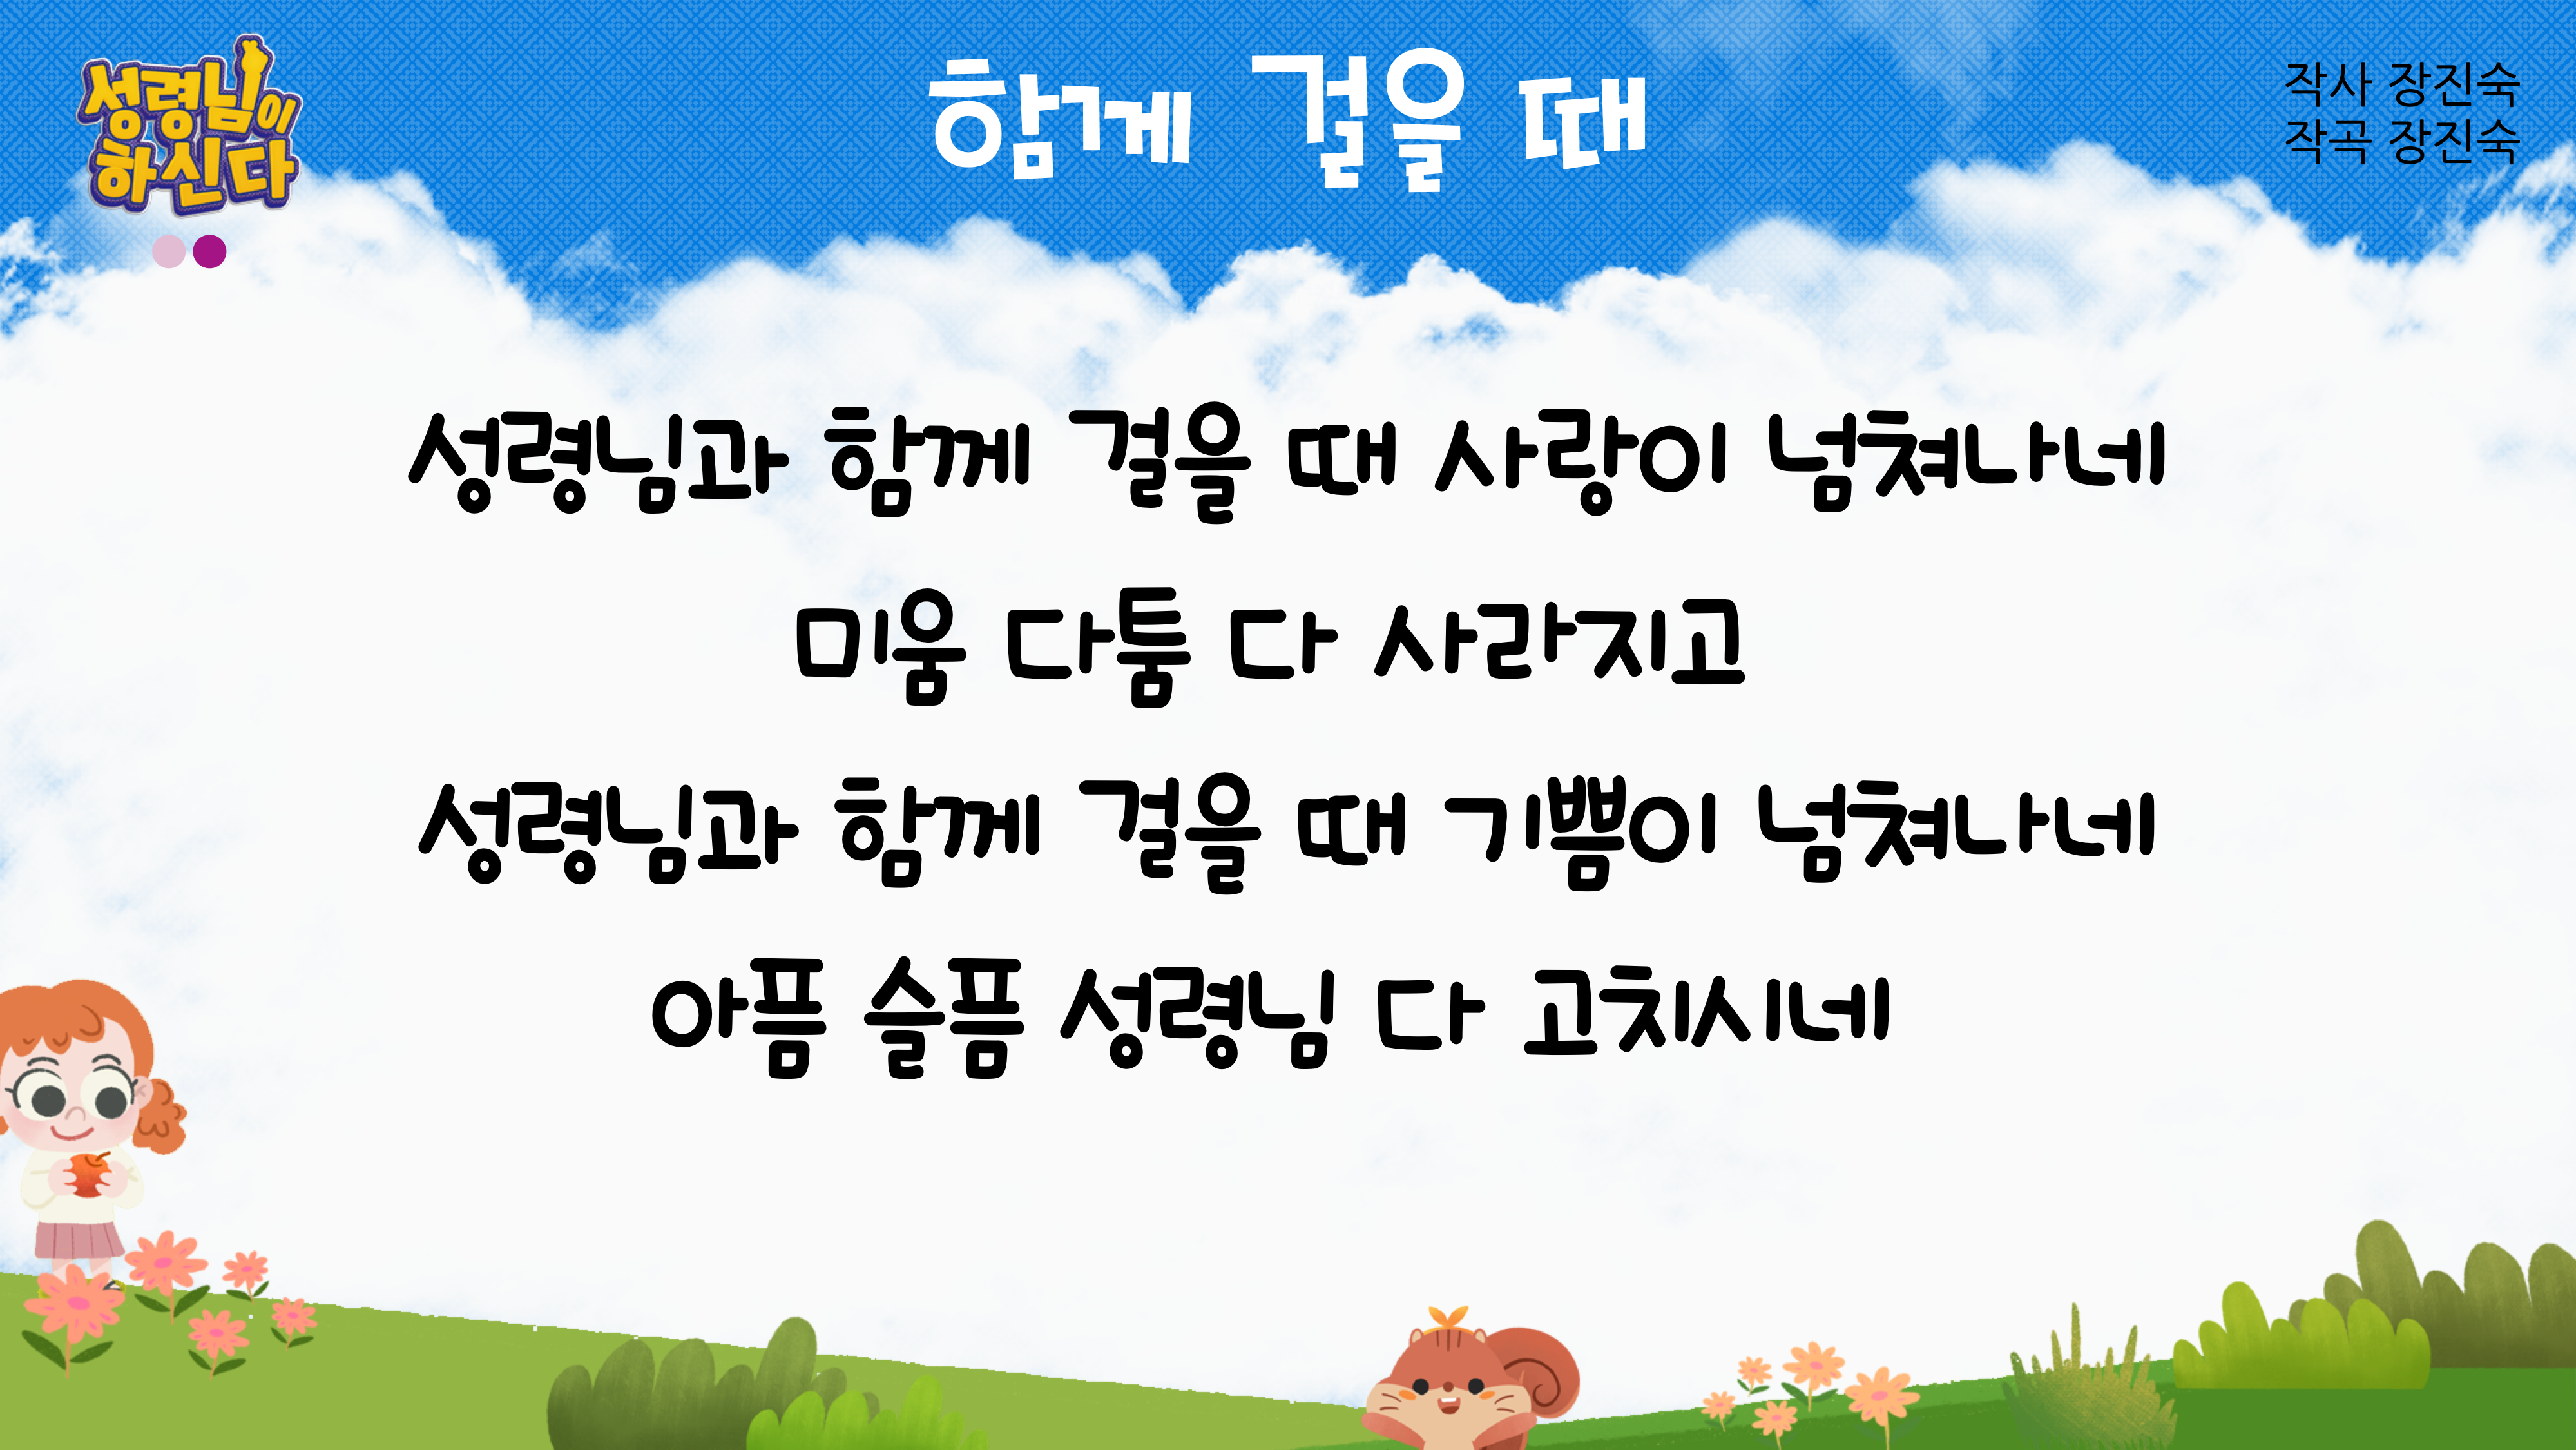 성령님이
하신다
함께 걸을 때
작사 장진숙
작곡 장진숙
성령님과 함께 걸을 때 사랑이 넘쳐나네
미움 다툼 다 사라지고
성령님과 함께 걸을 때 기쁨이 넘쳐나네
아픔 슬픔 성령님 다 고치시네